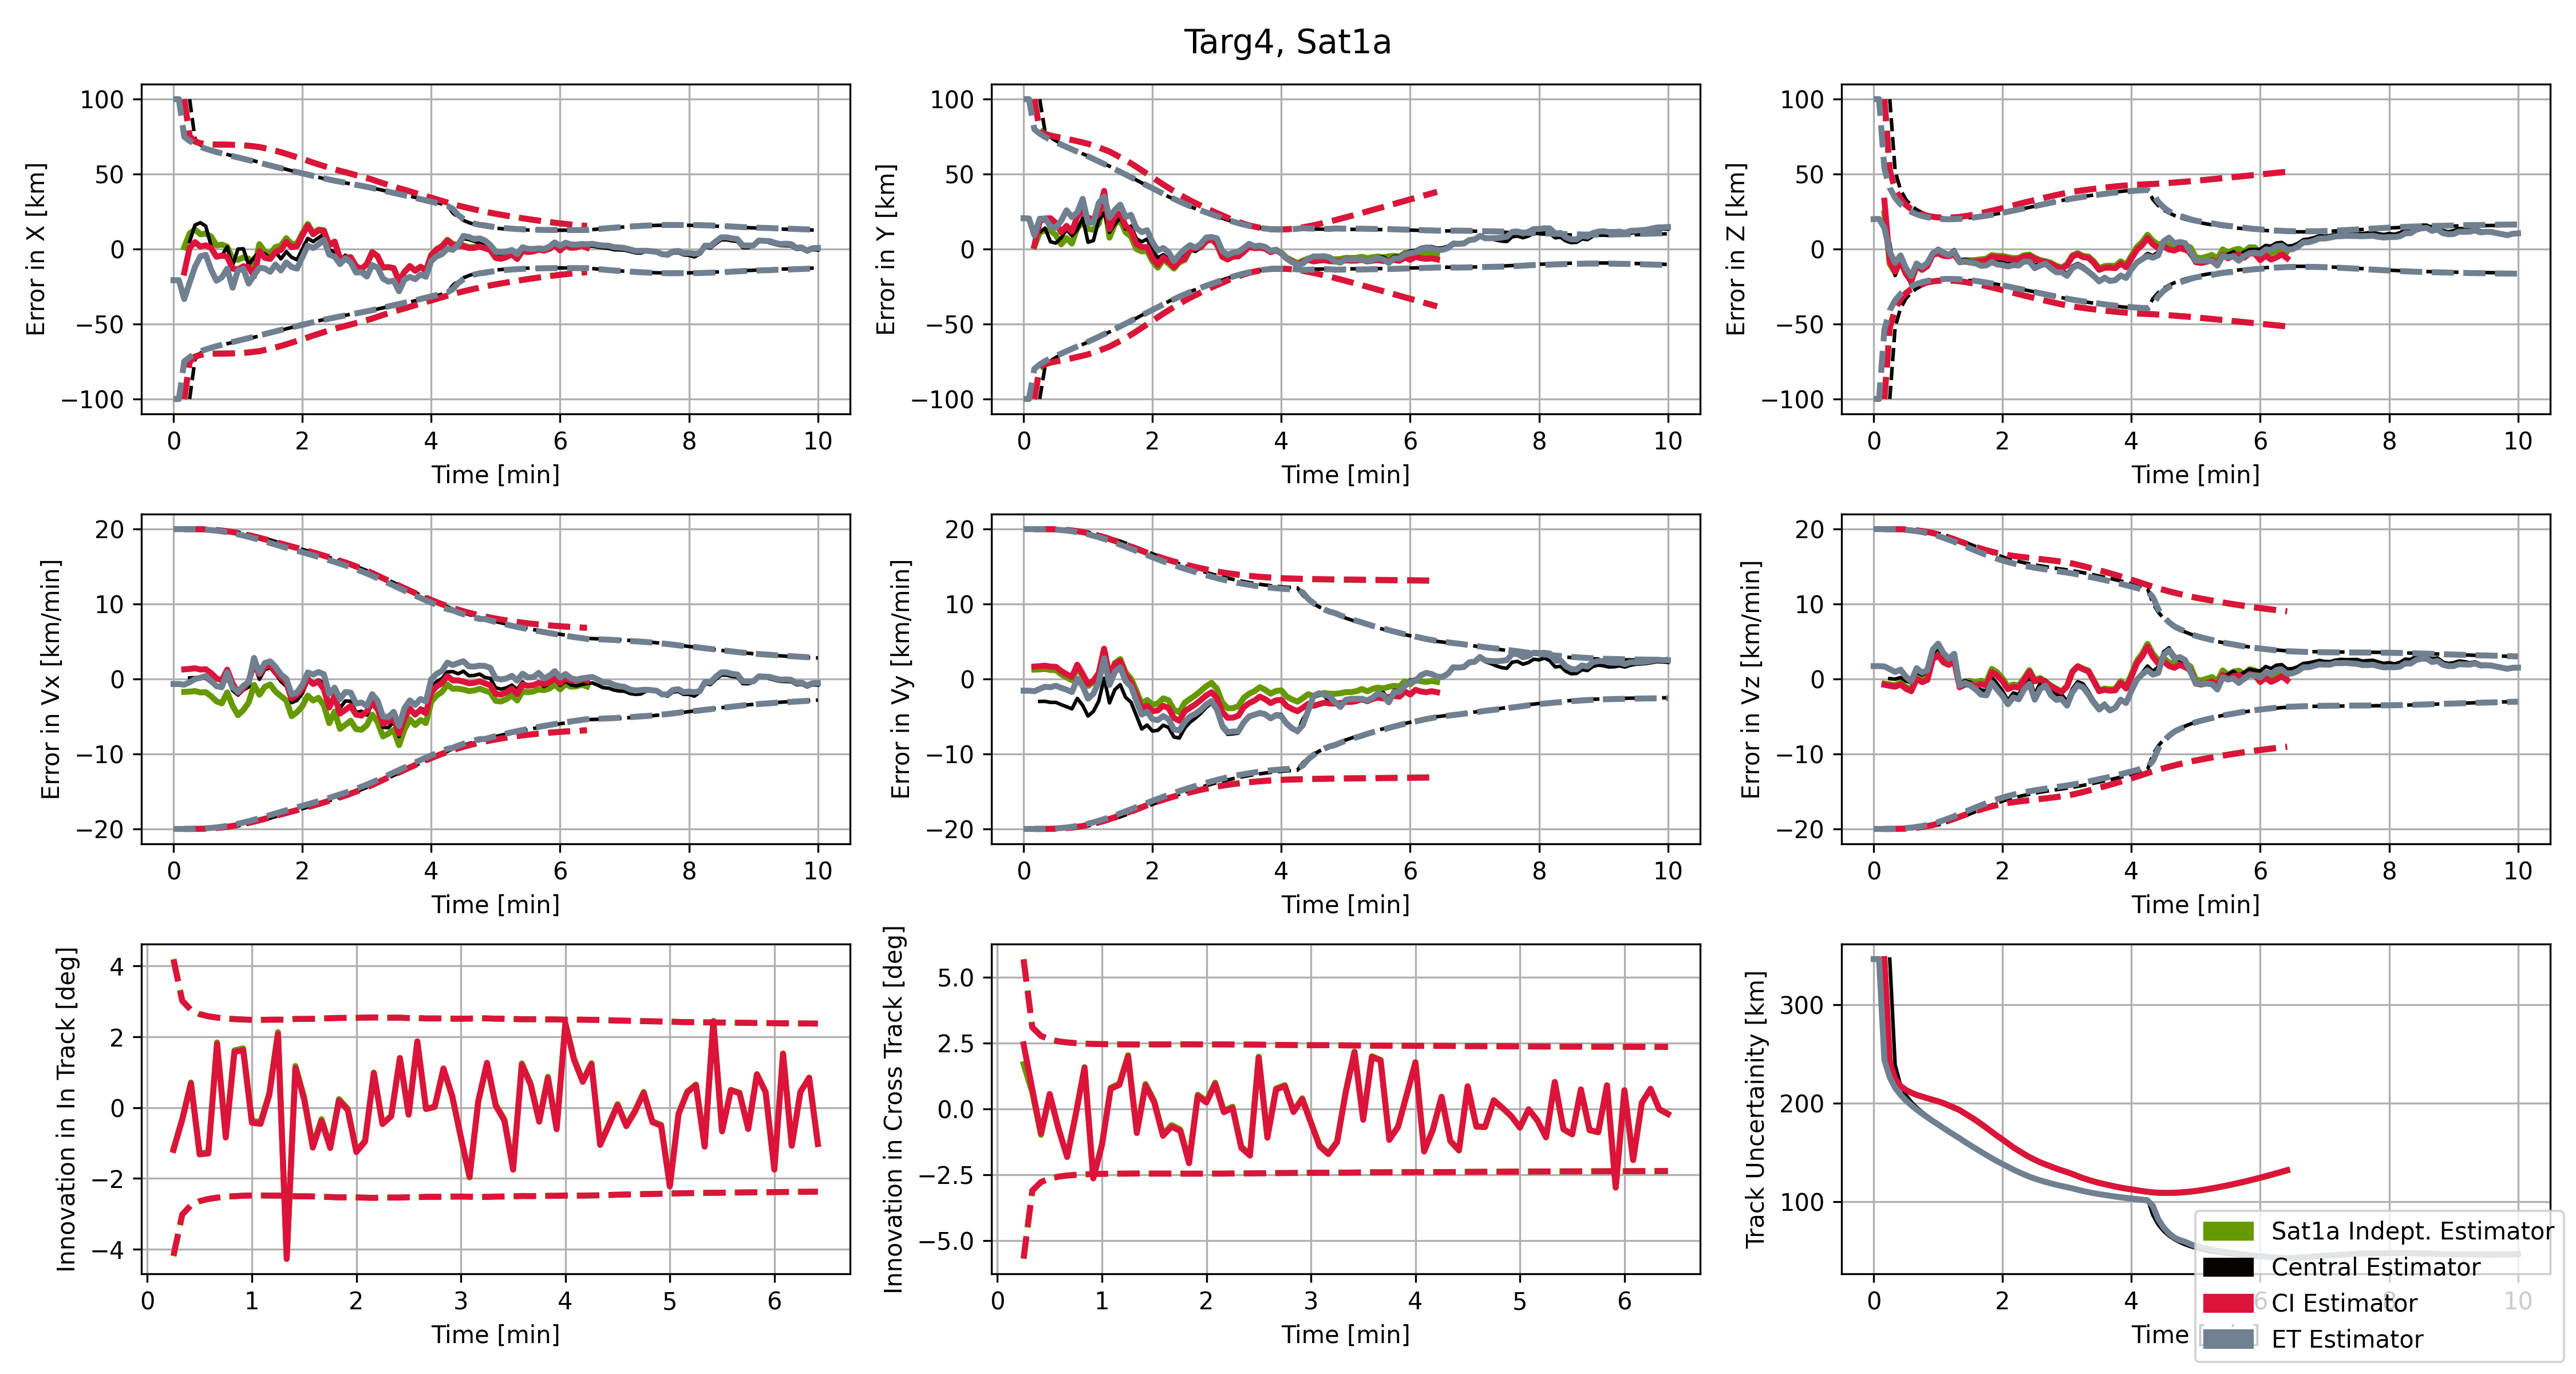 Targ4, Sat1a
Error in X [km]
100
50
0
−50
−100
0 2 4 6 8 10
Time [min]
Error in Y [km]
100
50
0
−50
−100
0 2 4 6 8 10
Time [min]
Error in Z [km]
100
50
0
−50
−100
0 2 4 6 8 10
Time [min]
Error in Vx [km/min]
20
10
0
−10
−20
0 2 4 6 8 10
Time [min]
Error in Vy [km/min]
20
10
0
−10
−20
0 2 4 6 8 10
Time [min]
Error in Vz [km/min]
20
10
0
−10
−20
0 2 4 6 8 10
Time [min]
Innovation in In Track [deg]
4
2
0
−2
−4
0 1 2 3 4 5 6
Time [min]
Innovation in Cross Track [deg]
5.0
2.5
0.0
−2.5
−5.0
0 1 2 3 4 5 6
Time [min]
Track Uncertainity [km]
300
200
100
0 2 4 6 8 10
Time
Sat1a Indept. Estimator
Central Estimator
CI Estimator
ET Estimator